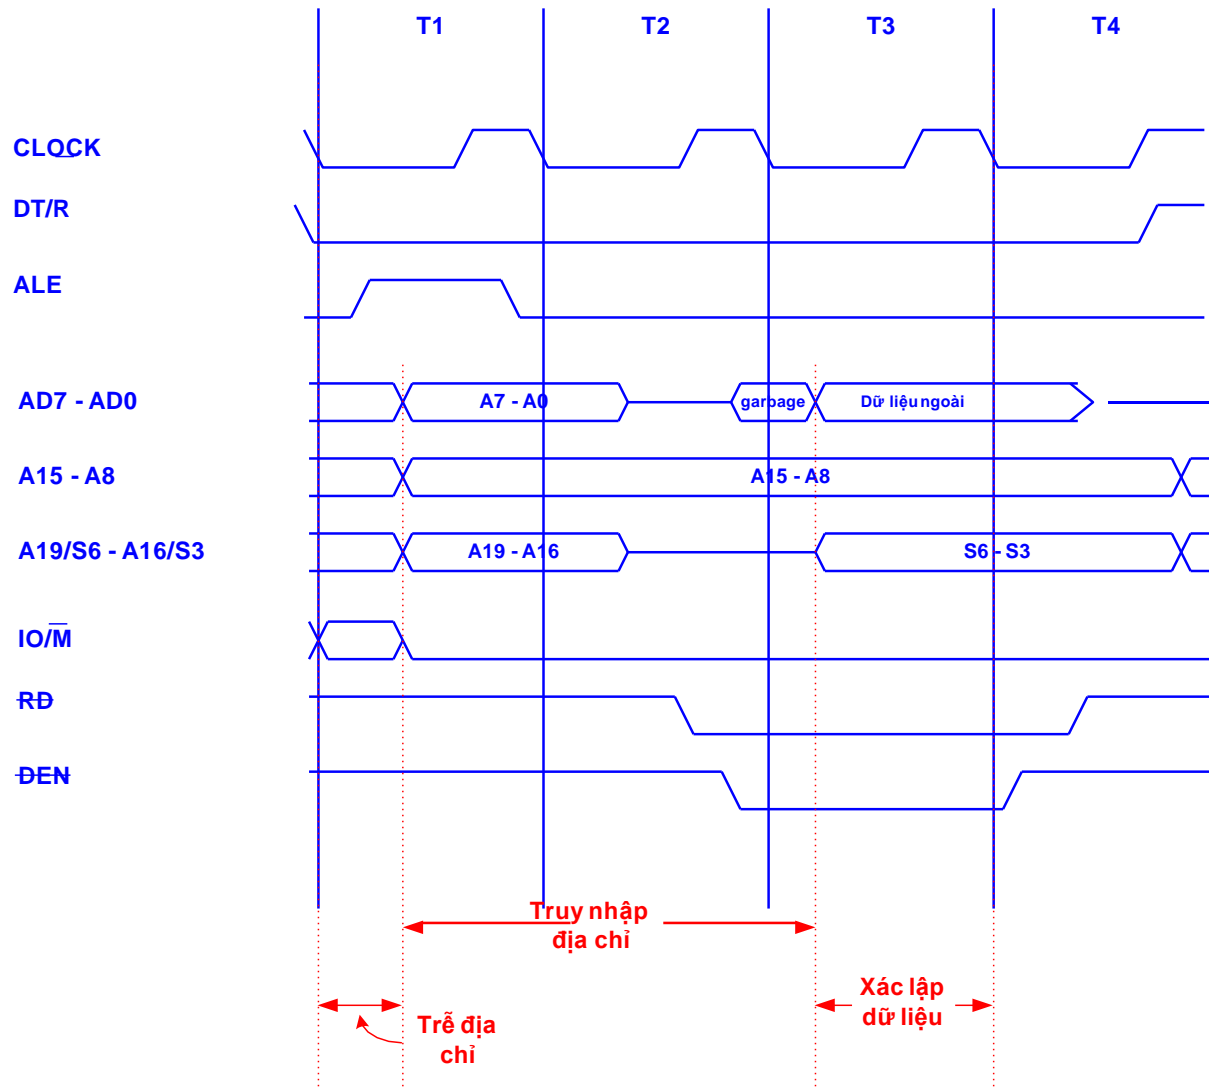 T1 T2 T3 T4
CLOCK
DT/R
ALE
AD7 - AD0 A7 - A0 garbage Dữ liệu ngoài
A15 - A8 A15 - A8
A19/S6 - A16/S3 A19 - A16 S6 - S3
IO/M̅
RD
DEN
Truy nhập
địa chỉ
Xác lập
dữ liệu
Trễ địa
chỉ